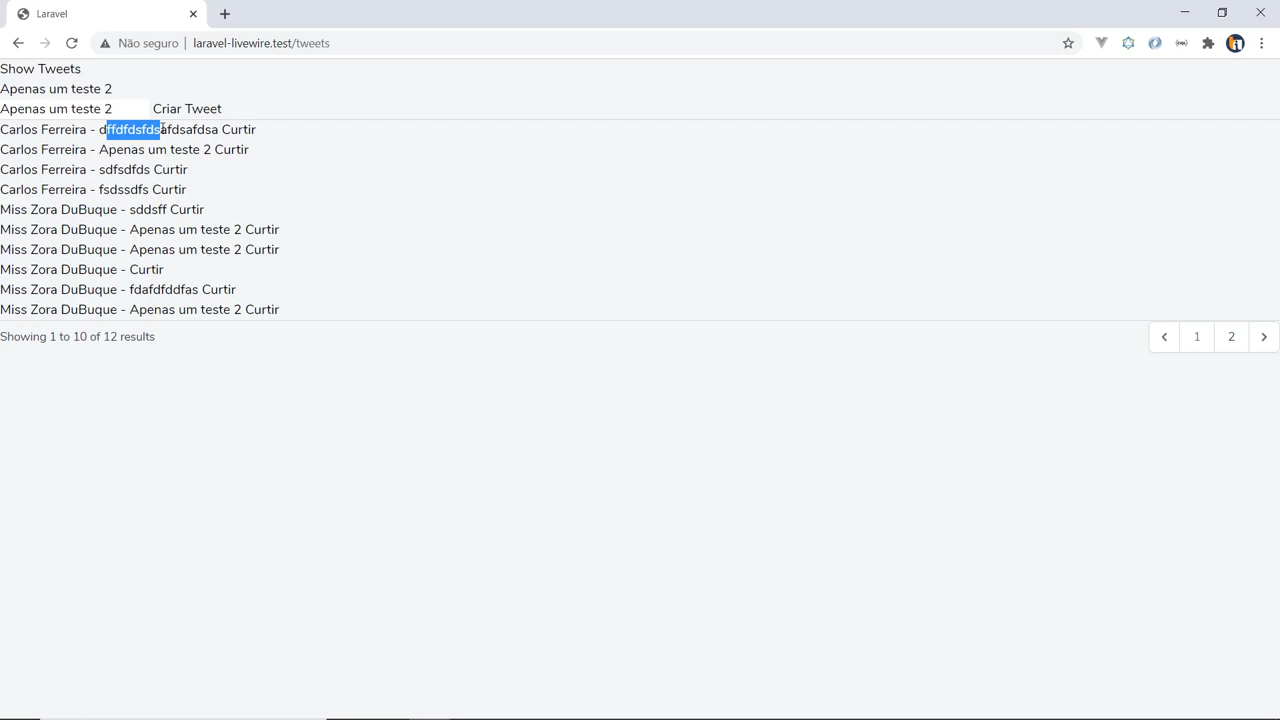 Laravel
Não seguro laravel-livewire.test/tweets
Show Tweets
Apenas um teste 2
Apenas um teste 2 Criar Tweet
Carlos Ferreira - dffdfdsfdsafdsafdsa Curtir
Carlos Ferreira - Apenas um teste 2 Curtir
Carlos Ferreira - sdfsdfds Curtir
Carlos Ferreira - fsdssdfs Curtir
Miss Zora DuBuque - sddsff Curtir
Miss Zora DuBuque - Apenas um teste 2 Curtir
Miss Zora DuBuque - Apenas um teste 2 Curtir
Miss Zora DuBuque - Curtir
Miss Zora DuBuque - fdafdfddfas Curtir
Miss Zora DuBuque - Apenas um teste 2 Curtir
Showing 1 to 10 of 12 results 1 2